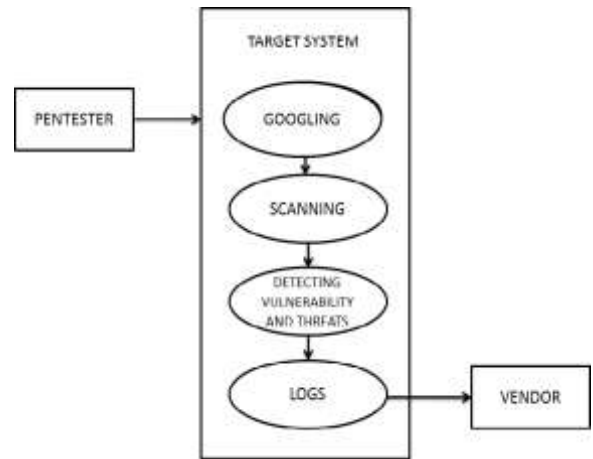 TARGET SYSTEM
PENTESTER
GOOGLING
SCANNING
DETECTING
VULNERABILITY
AND THREATS
LOGS
VENDOR